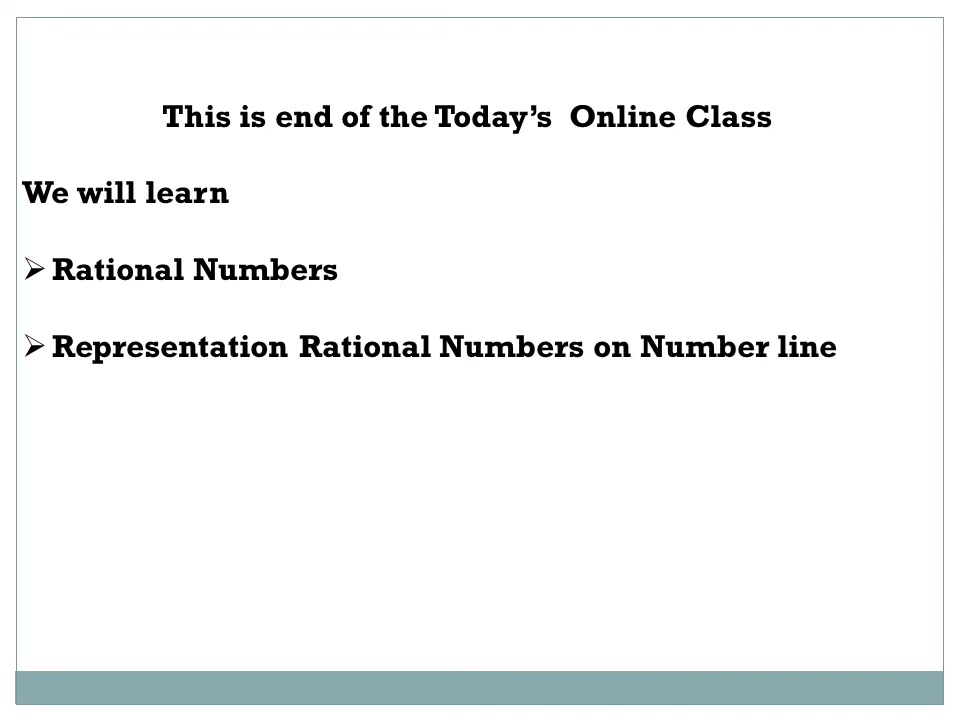 This is end of the Today’s  Online Class
We will learn
➢ Rational Numbers
➢ Representation Rational Numbers on Number line